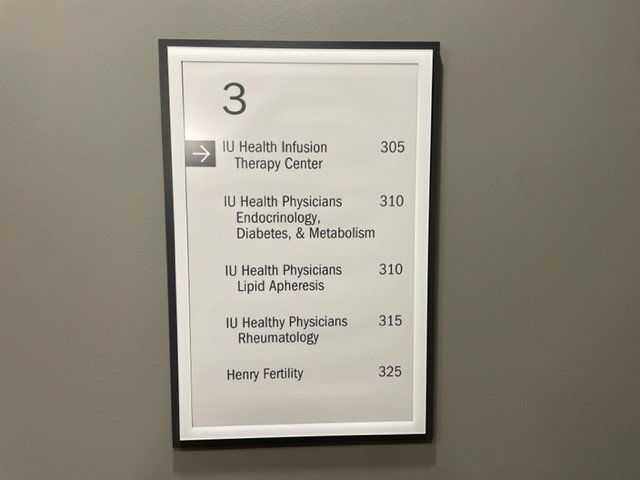 3
IU Health Infusion 305
Therapy Center
IU Health Physicians 310
Endocrinology,
Diabetes, & Metabolism
IU Health Physicians 310
Lipid Apheresis
IU Healthy Physicians 315
Rheumatology
Henry Fertility 325